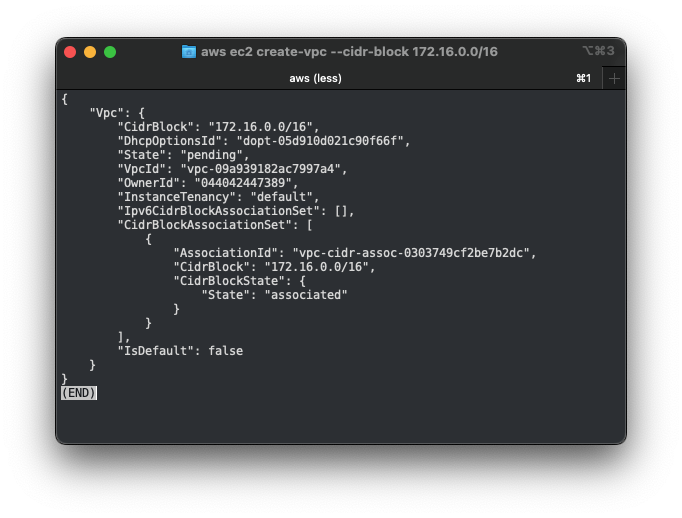 aws ec2 create-vpc --cidr-block 172.16.0.0/16 ⌥⌘3
aws (less) ⌘1 +
{
    "Vpc": {
        "CidrBlock": "172.16.0.0/16",
        "DhcpOptionsId": "dopt-05d910d021c90f66f",
        "State": "pending",
        "VpcId": "vpc-09a939182ac7997a4",
        "OwnerId": "044042447389",
        "InstanceTenancy": "default",
        "Ipv6CidrBlockAssociationSet": [],
        "CidrBlockAssociationSet": [
            {
                "AssociationId": "vpc-cidr-assoc-0303749cf2be7b2dc",
                "CidrBlock": "172.16.0.0/16",
                "CidrBlockState": {
                    "State": "associated"
                }
            }
        ],
        "IsDefault": false
    }
}
(END)